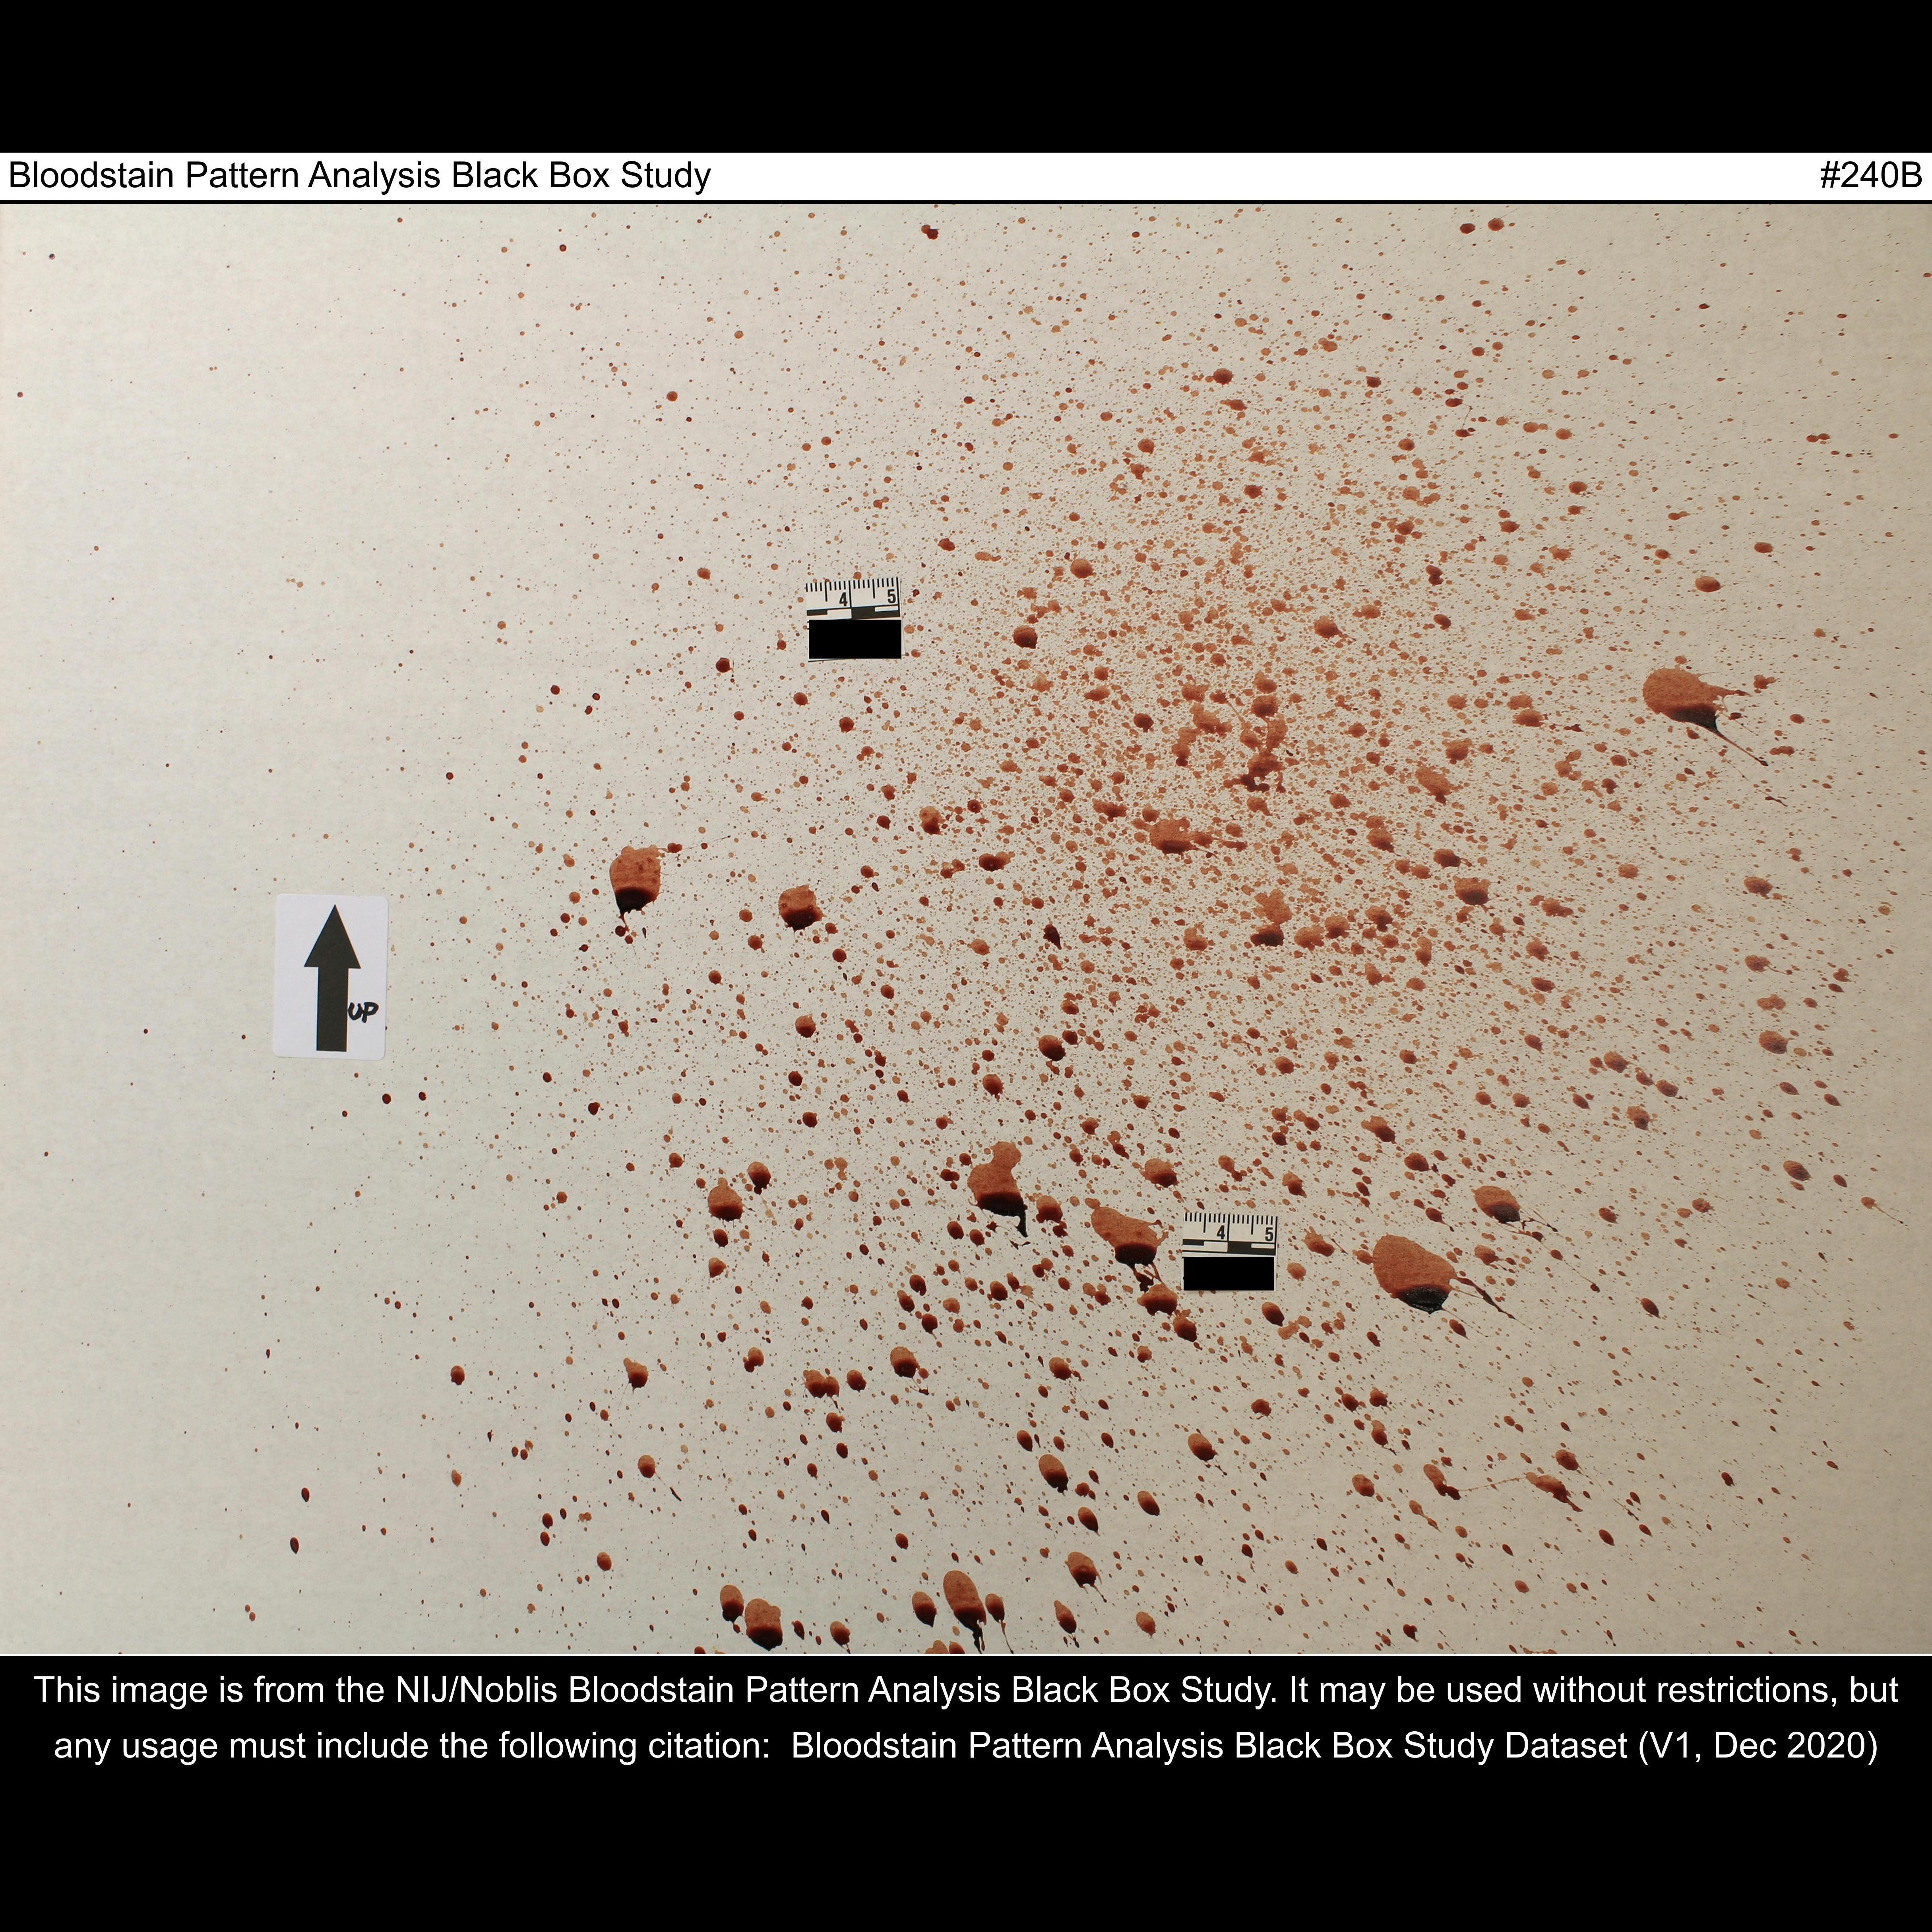 Bloodstain Pattern Analysis Black Box Study #240B
4 5
UP
4 5
This image is from the NIJ/Noblis Bloodstain Pattern Analysis Black Box Study. It may be used without restrictions, but
any usage must include the following citation:  Bloodstain Pattern Analysis Black Box Study Dataset (V1, Dec 2020)